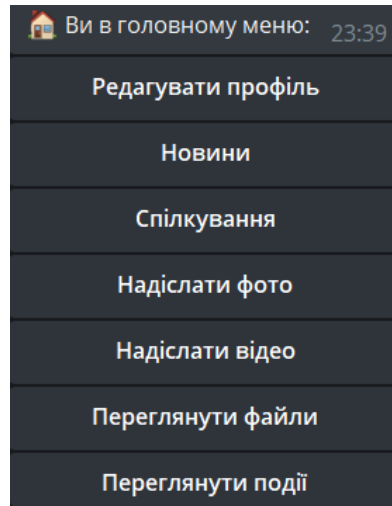 🏠 Ви в головному меню: 23:39
Редагувати профіль
Новини
Спілкування
Надіслати фото
Надіслати відео
Переглянути файли
Переглянути події